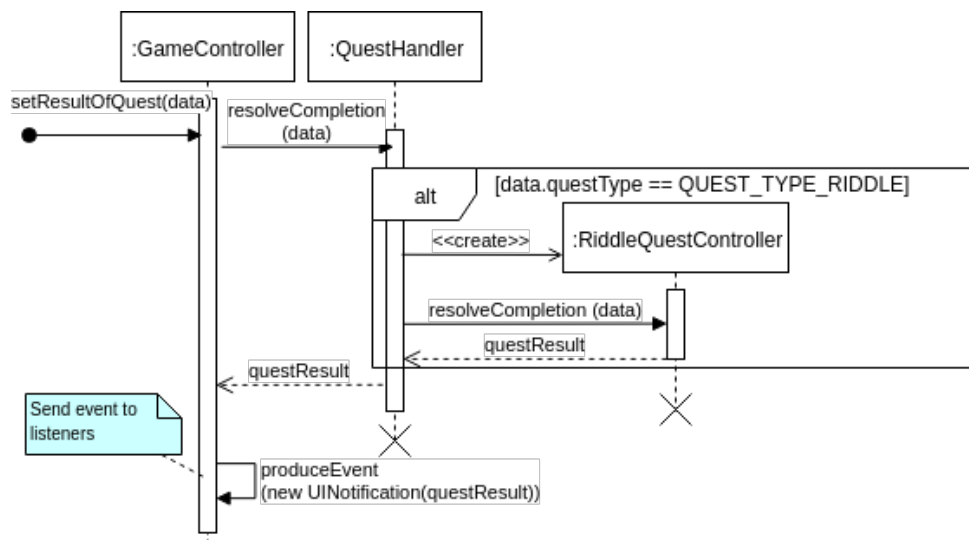 :GameController
:QuestHandler
setResultOfQuest(data)
resolveCompletion
(data)
alt
[data.questType == QUEST_TYPE_RIDDLE]
<<create>>
:RiddleQuestController
resolveCompletion (data)
questResult
questResult
Send event to
listeners
produceEvent
(new UINotification(questResult))